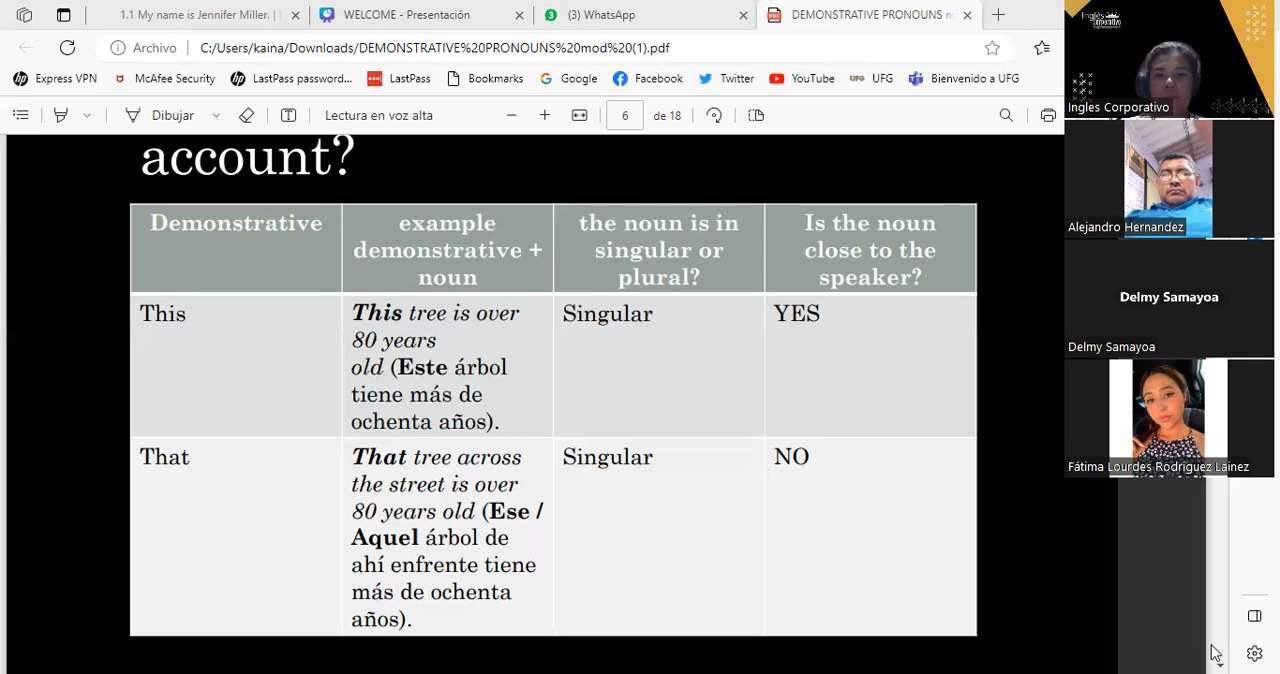 1.1 My name is Jennifer Miller. |
WELCOME - Presentación
3
(3) WhatsApp
PDF
DEMONSTRATIVE PRONOUNS m
Archivo
C:/Users/kaina/Downloads/DEMONSTRATIVE%20PRONOUNS%20mod%20(1).pdf
Express VPN
McAfee Security
LastPass password...
LastPass
Bookmarks
Google
Facebook
Twitter
YouTube
UFG
UFG
Bienvenido a UFG
Dibujar
Lectura en voz alta
6
de 18
account?
Demonstrative
example
demonstrative +
noun
the noun is in
singular or
plural?
Is the noun
close to the
speaker?
This
This tree is over
80 years
old (Este árbol
tiene más de
ochenta años).
Singular
YES
That
That tree across
the street is over
80 years old (Ese /
Aquel árbol de
ahí enfrente tiene
más de ochenta
años).
Singular
NO
Inglés
Corporativo
Ingles Corporativo
Alejandro Hernandez
Delmy Samayoa
Delmy Samayoa
Fátima Lourdes Rodríguez Lainez